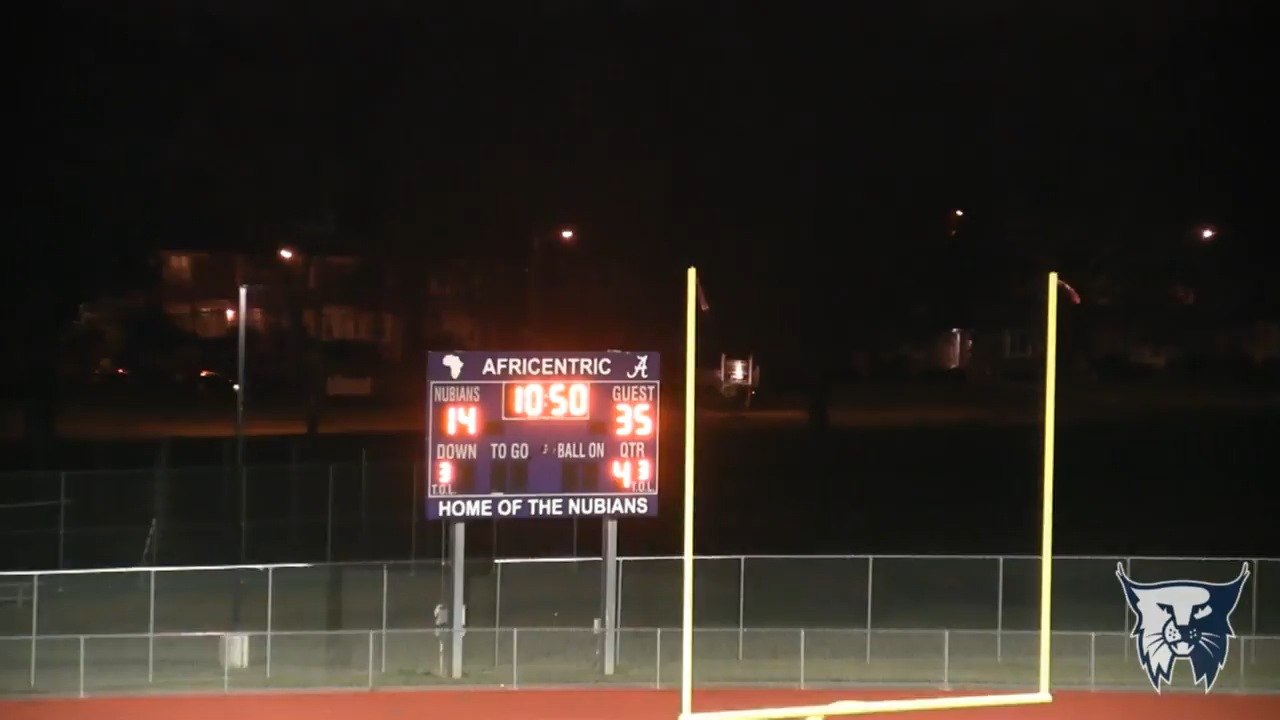 AFRICENTRIC A
NUBIANS 10:50 GUEST
14 35
DOWN TO GO BALL ON QTR
3 4 3
T.O.L. T.O.L.
HOME OF THE NUBIANS